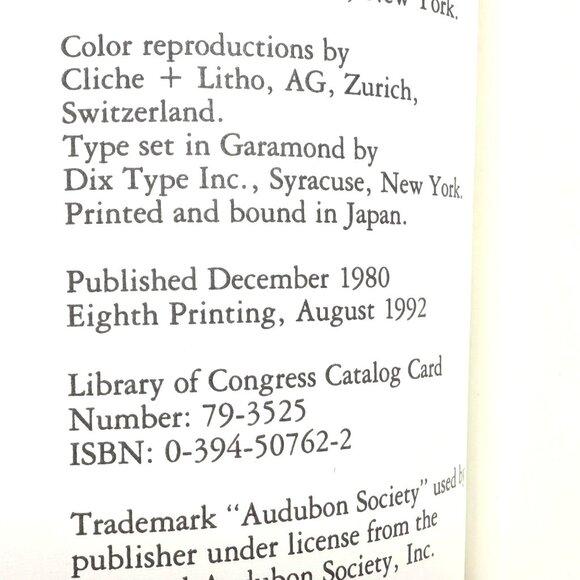 New York.
Color reproductions by
Cliche + Litho, AG, Zurich,
Switzerland.
Type set in Garamond by
Dix Type Inc., Syracuse, New York.
Printed and bound in Japan.
Published December 1980
Eighth Printing, August 1992
Library of Congress Catalog Card
Number: 79-3525
ISBN: 0-394-50762-2
Trademark “Audubon Society” used by
publisher under license from the
Audubon Society, Inc.